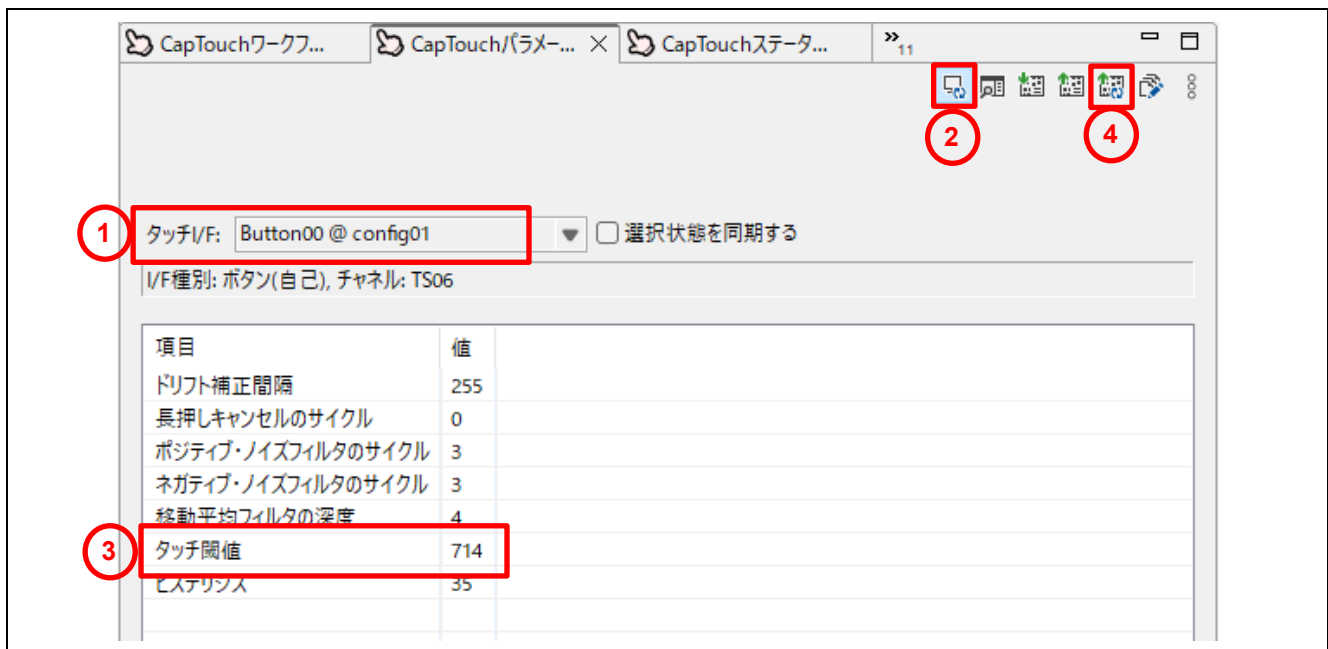 CapTouchワークフ... CapTouchパラメー... CapTouchステータ... »11
2 4
1 タッチI/F: Button00 @ config01 選択状態を同期する
I/F種別: ボタン(自己), チャネル: TS06
項目 値
ドリフト補正間隔 255
長押しキャンセルのサイクル 0
ポジティブ・ノイズフィルタのサイクル 3
ネガティブ・ノイズフィルタのサイクル 3
移動平均フィルタの深度 4
3 タッチ閾値 714
ヒステリシス 35